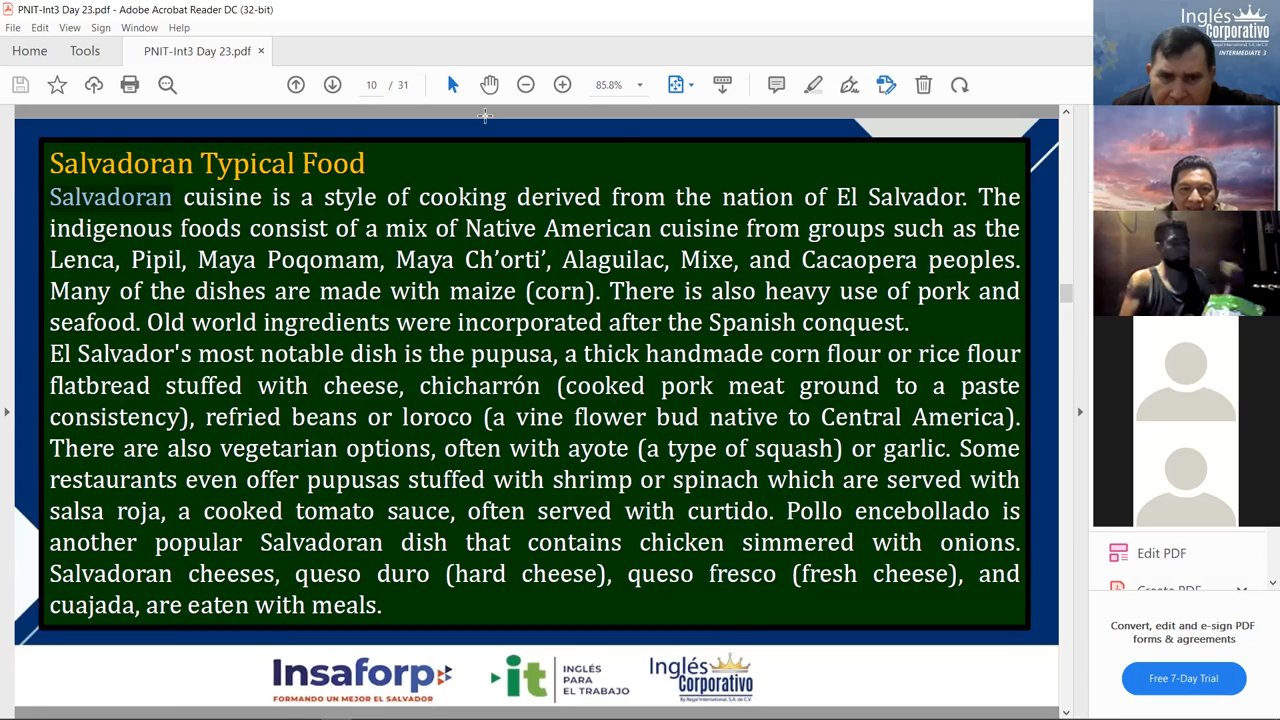 PNIT-Int3 Day 23.pdf - Adobe Acrobat Reader DC (32-bit)
File Edit View Sign Window Help
Home Tools PNIT-Int3 Day 23.pdf ×
10 / 31 85.8%
Salvadoran Typical Food
Salvadoran cuisine is a style of cooking derived from the nation of El Salvador. The
indigenous foods consist of a mix of Native American cuisine from groups such as the
Lenca, Pipil, Maya Poqomam, Maya Ch’orti’, Alaguilac, Mixe, and Cacaopera peoples.
Many of the dishes are made with maize (corn). There is also heavy use of pork and
seafood. Old world ingredients were incorporated after the Spanish conquest.
El Salvador's most notable dish is the pupusa, a thick handmade corn flour or rice flour
flatbread stuffed with cheese, chicharrón (cooked pork meat ground to a paste
consistency), refried beans or loroco (a vine flower bud native to Central America).
There are also vegetarian options, often with ayote (a type of squash) or garlic. Some
restaurants even offer pupusas stuffed with shrimp or spinach which are served with
salsa roja, a cooked tomato sauce, often served with curtido. Pollo encebollado is
another popular Salvadoran dish that contains chicken simmered with onions.
Salvadoran cheeses, queso duro (hard cheese), queso fresco (fresh cheese), and
cuajada, are eaten with meals.
Insaforp
FORMANDO UN MEJOR EL SALVADOR
it
INGLÉS
PARA
EL TRABAJO
Inglés
Corporativo
By Regal International, S.A. de C.V.
Inglés
Corporativo
By Regal International, S.A. de C.V.
INTERMEDIATE 3
Edit PDF
Create PDF
Convert, edit and e-sign PDF
forms & agreements
Free 7-Day Trial